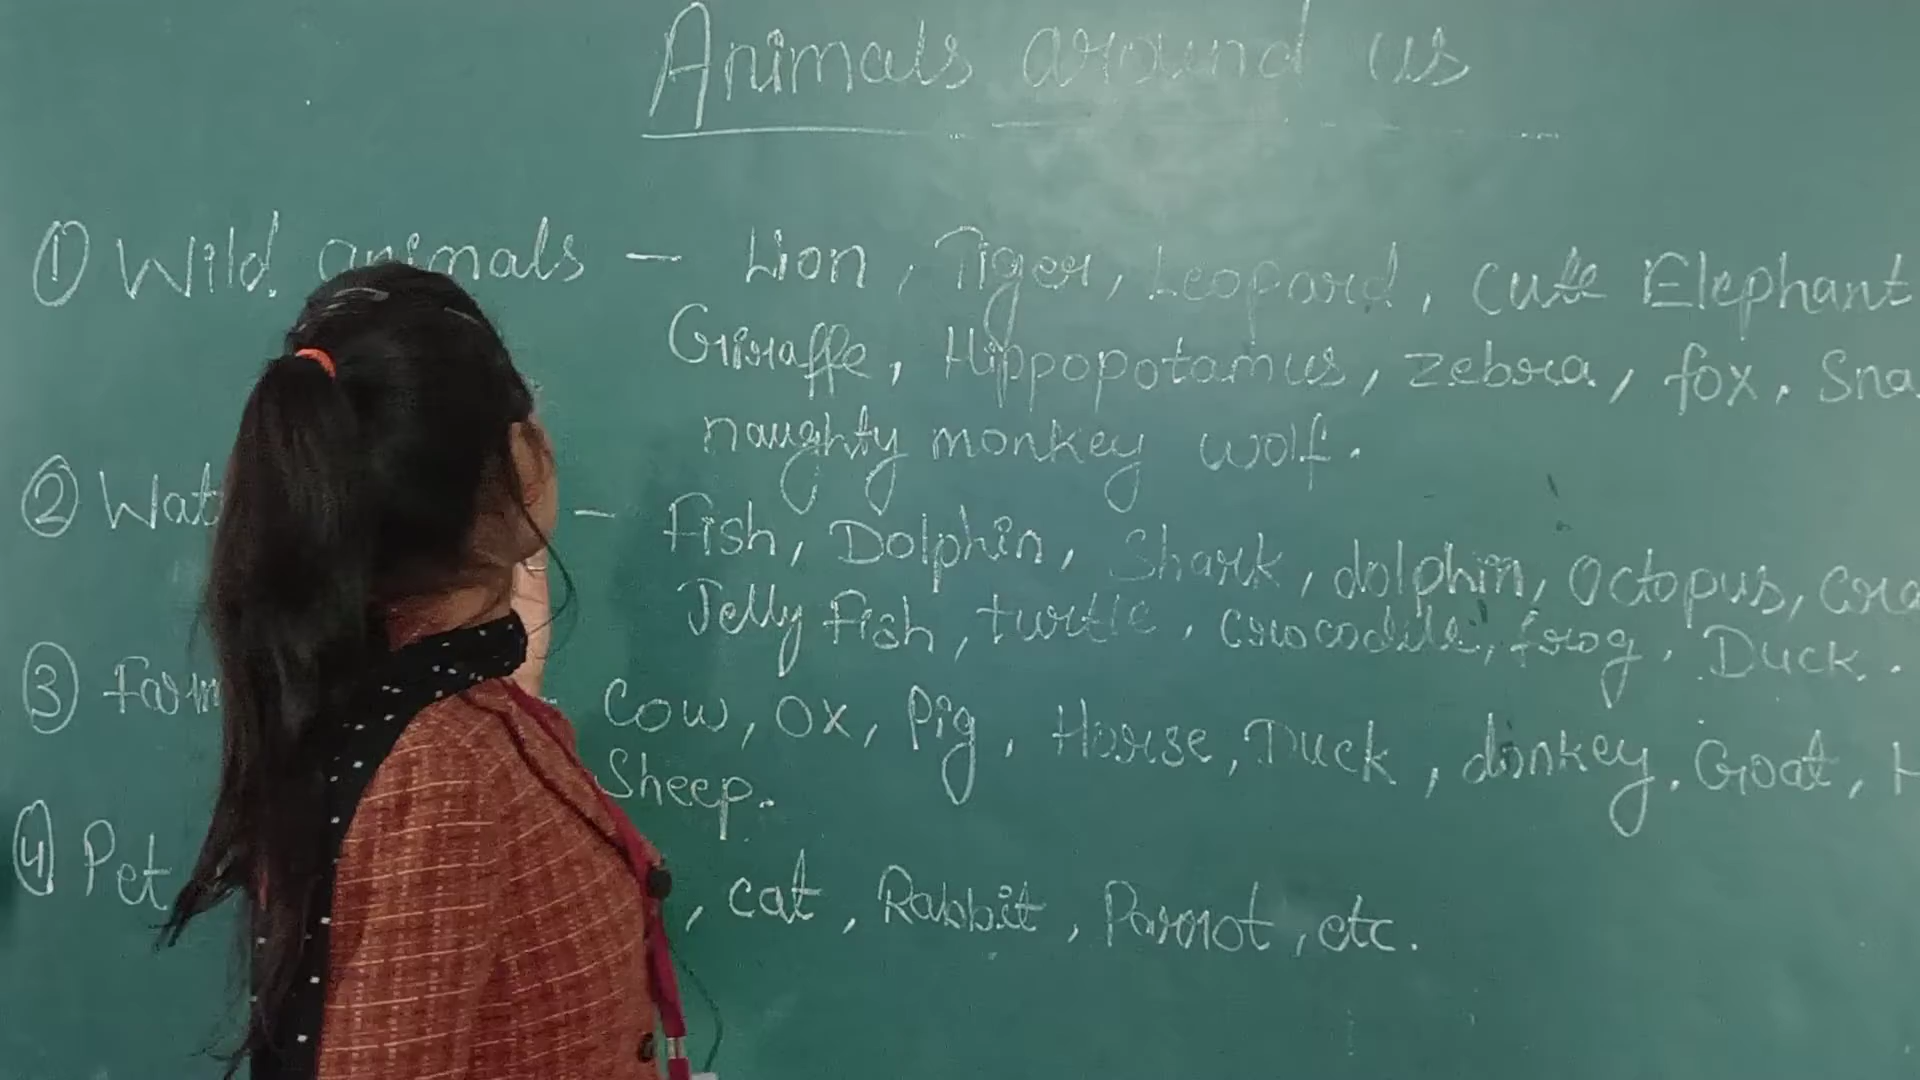 Animals around us
① Wild animals - Lion, Tiger, Leopard, cute Elephant
Giraffe, Hippopotamus, zebra, fox, Sna
naughty monkey wolf.
② Wat - Fish, Dolphin, Shark, dolphin, Octopus, Cra
Jelly Fish, turtle, crocodile, frog, Duck.
③ Farm - Cow, Ox, Pig, Horse, Duck, donkey, Goat, H
Sheep.
④ Pet , cat, Rabbit, Parrot, etc.